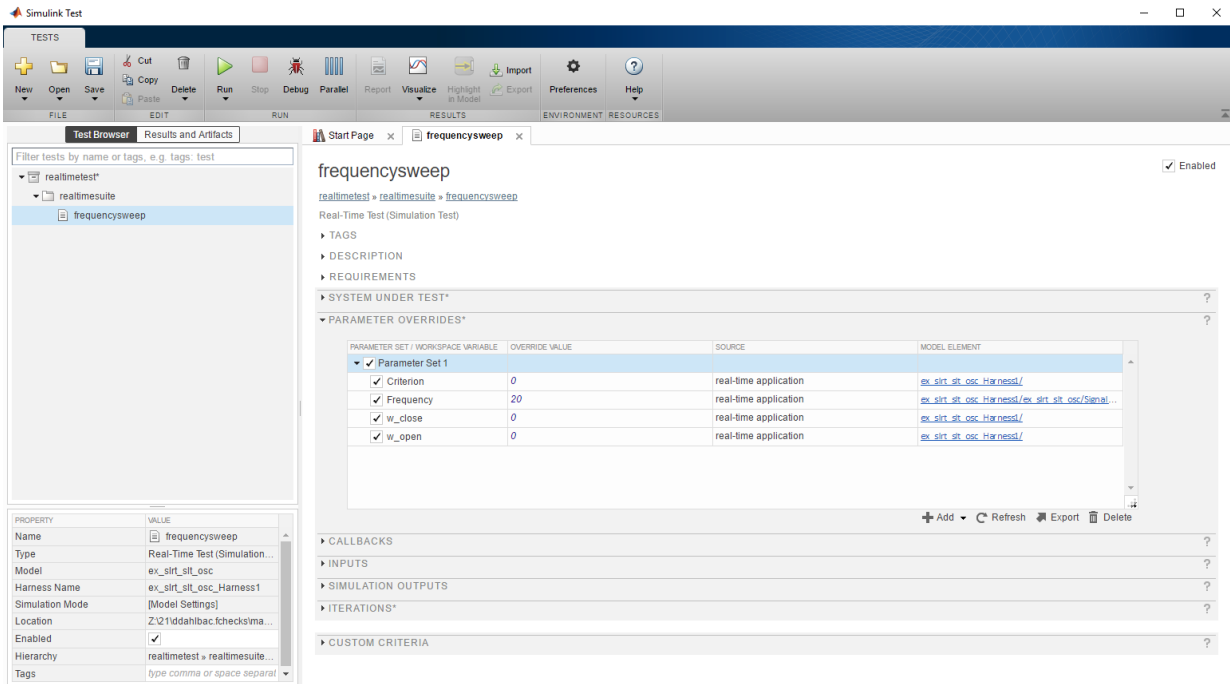 Simulink Test
TESTS
New
Open
Save
Cut
Copy
Paste
Delete
Run
Stop
Debug
Parallel
Report
Visualize
Highlight in Model
Import
Export
Preferences
Help
FILE
EDIT
RUN
RESULTS
ENVIRONMENT
RESOURCES
Test Browser
Results and Artifacts
Filter tests by name or tags, e.g. tags: test
realtimetest*
realtimesuite
frequencysweep
PROPERTY VALUE
Name frequencysweep
Type Real-Time Test (Simulation...
Model ex_slrt_slt_osc
Harness Name ex_slrt_slt_osc_Harness1
Simulation Mode [Model Settings]
Location Z:\21\ddahlbac.fchecks\ma...
Enabled
Hierarchy realtimetest » realtimesuite...
Tags type comma or space separat
Start Page ×
frequencysweep ×
frequencysweep
Enabled
realtimetest » realtimesuite » frequencysweep
Real-Time Test (Simulation Test)
TAGS
DESCRIPTION
REQUIREMENTS
SYSTEM UNDER TEST* ?
PARAMETER OVERRIDES* ?
PARAMETER SET / WORKSPACE VARIABLE OVERRIDE VALUE SOURCE MODEL ELEMENT
Parameter Set 1
Criterion 0 real-time application ex_slrt_slt_osc_Harness1/
Frequency 20 real-time application ex_slrt_slt_osc_Harness1/ex_slrt_slt_osc/Signal...
w_close 0 real-time application ex_slrt_slt_osc_Harness1/
w_open 0 real-time application ex_slrt_slt_osc_Harness1/
Add Refresh Export Delete
CALLBACKS ?
INPUTS ?
SIMULATION OUTPUTS ?
ITERATIONS* ?
CUSTOM CRITERIA ?